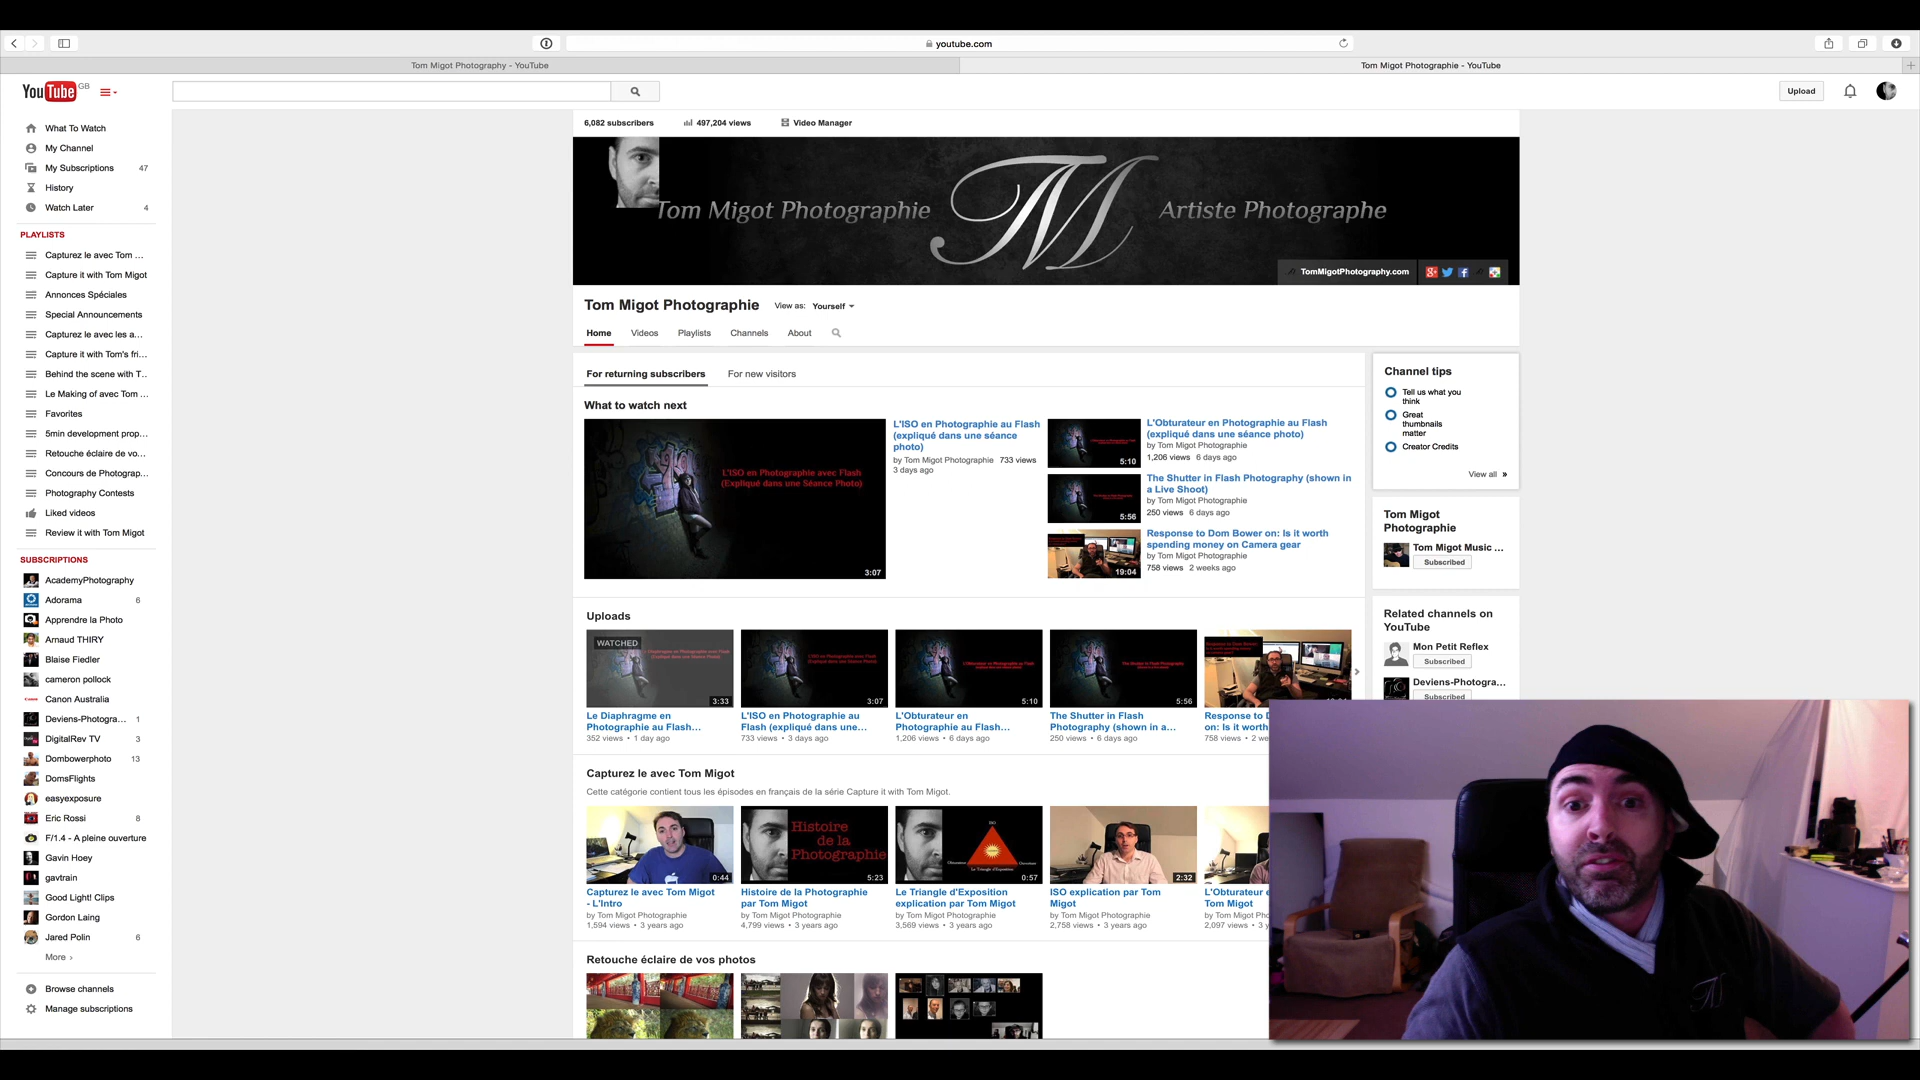 youtube.com
Tom Migot Photography - YouTube
Tom Migot Photographie - YouTube
YouTube GB
Upload
What To Watch
My Channel
My Subscriptions 47
History
Watch Later 4
PLAYLISTS
Capturez le avec Tom ...
Capture it with Tom Migot
Annonces Spéciales
Special Announcements
Capturez le avec les a...
Capture it with Tom's fri...
Behind the scene with T...
Le Making of avec Tom ...
Favorites
5min development prop...
Retouche éclaire de vo...
Concours de Photograp...
Photography Contests
Liked videos
Review it with Tom Migot
SUBSCRIPTIONS
AcademyPhotography
Adorama 6
Apprendre la Photo
Arnaud THIRY
Blaise Fiedler
cameron pollock
Canon Australia
Deviens-Photogra... 1
DigitalRev TV 3
Dombowerphoto 13
DomsFlights
easyexposure
Eric Rossi 8
F/1.4 - A pleine ouverture
Gavin Hoey
gavtrain
Good Light! Clips
Gordon Laing
Jared Polin 6
More ›
Browse channels
Manage subscriptions
6,082 subscribers 497,204 views Video Manager
Tom Migot Photographie TM Artiste Photographe
TomMigotPhotography.com
Tom Migot Photographie View as: Yourself
Home Videos Playlists Channels About
For returning subscribers For new visitors
What to watch next
L'ISO en Photographie avec Flash
(Expliqué dans une Séance Photo)
3:07
L'ISO en Photographie au Flash
(expliqué dans une séance
photo)
by Tom Migot Photographie 733 views
3 days ago
5:10
L'Obturateur en Photographie au Flash
(expliqué dans une séance photo)
by Tom Migot Photographie
1,206 views 6 days ago
5:56
The Shutter in Flash Photography (shown in
a Live Shoot)
by Tom Migot Photographie
250 views 6 days ago
19:04
Response to Dom Bower on: Is it worth
spending money on Camera gear
by Tom Migot Photographie
758 views 2 weeks ago
Uploads
WATCHED
3:33
Le Diaphragme en
Photographie au Flash...
352 views • 1 day ago
3:07
L'ISO en Photographie au
Flash (expliqué dans une...
733 views • 3 days ago
5:10
L'Obturateur en
Photographie au Flash...
1,206 views • 6 days ago
5:56
The Shutter in Flash
Photography (shown in a...
250 views • 6 days ago
Response to D
on: Is it worth
758 views • 2 we
Capturez le avec Tom Migot
Cette catégorie contient tous les épisodes en français de la série Capture it with Tom Migot.
0:44
Capturez le avec Tom Migot
- L'Intro
by Tom Migot Photographie
1,594 views • 3 years ago
Histoire
de la
Photographie
5:23
Histoire de la Photographie
par Tom Migot
by Tom Migot Photographie
4,799 views • 3 years ago
ISO
0:57
Le Triangle d'Exposition
explication par Tom Migot
by Tom Migot Photographie
3,569 views • 3 years ago
2:32
ISO explication par Tom
Migot
by Tom Migot Photographie
2,758 views • 3 years ago
L'Obturateur e
Tom Migot
by Tom Migot Pho
2,097 views • 3 y
Retouche éclaire de vos photos
Channel tips
Tell us what you
think
Great
thumbnails
matter
Creator Credits
View all »
Tom Migot
Photographie
Tom Migot Music ...
Subscribed
Related channels on
YouTube
Mon Petit Reflex
Subscribed
Deviens-Photogra...
Subscribed